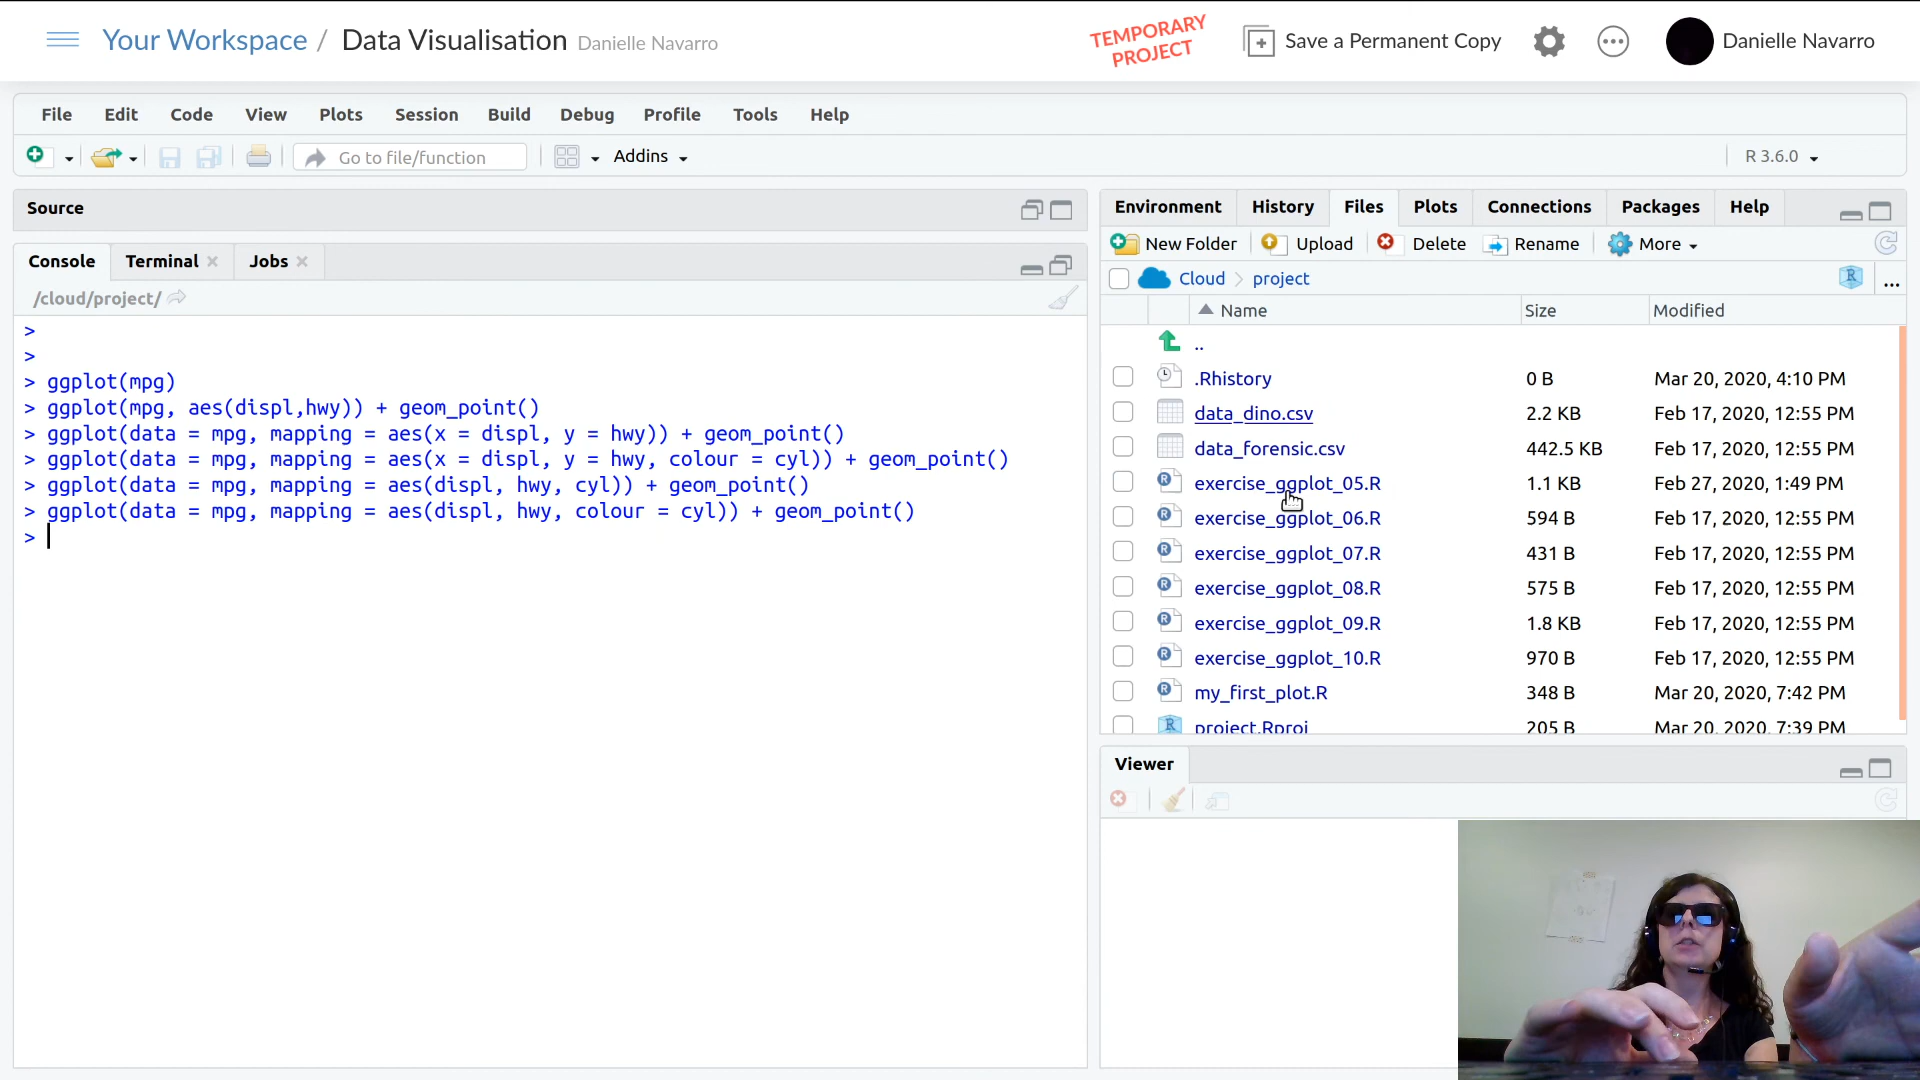 Your Workspace / Data Visualisation Danielle Navarro
TEMPORARY PROJECT
Save a Permanent Copy
Danielle Navarro
File Edit Code View Plots Session Build Debug Profile Tools Help
Go to file/function
Addins
R 3.6.0
Source
Console Terminal Jobs
/cloud/project/
>
>
> ggplot(mpg)
> ggplot(mpg, aes(displ,hwy)) + geom_point()
> ggplot(data = mpg, mapping = aes(x = displ, y = hwy)) + geom_point()
> ggplot(data = mpg, mapping = aes(x = displ, y = hwy, colour = cyl)) + geom_point()
> ggplot(data = mpg, mapping = aes(displ, hwy, cyl)) + geom_point()
> ggplot(data = mpg, mapping = aes(displ, hwy, colour = cyl)) + geom_point()
>
Environment History Files Plots Connections Packages Help
New Folder Upload Delete Rename More
Cloud project ...
Name Size Modified
..
.Rhistory 0 B Mar 20, 2020, 4:10 PM
data_dino.csv 2.2 KB Feb 17, 2020, 12:55 PM
data_forensic.csv 442.5 KB Feb 17, 2020, 12:55 PM
exercise_ggplot_05.R 1.1 KB Feb 27, 2020, 1:49 PM
exercise_ggplot_06.R 594 B Feb 17, 2020, 12:55 PM
exercise_ggplot_07.R 431 B Feb 17, 2020, 12:55 PM
exercise_ggplot_08.R 575 B Feb 17, 2020, 12:55 PM
exercise_ggplot_09.R 1.8 KB Feb 17, 2020, 12:55 PM
exercise_ggplot_10.R 970 B Feb 17, 2020, 12:55 PM
my_first_plot.R 348 B Mar 20, 2020, 7:42 PM
project.Rproj 205 B Mar 20, 2020, 7:39 PM
Viewer